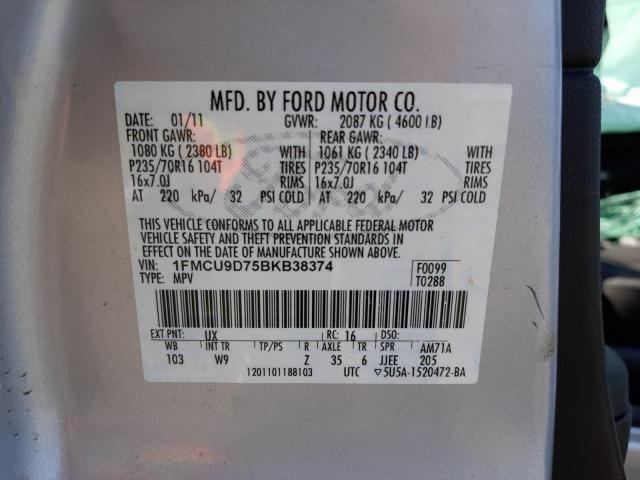 MFD. BY FORD MOTOR CO.
DATE: 01/11 GVWR: 2087 KG ( 4600 LB)
FRONT GAWR: REAR GAWR:
1080 KG ( 2380 LB) WITH 1061 KG ( 2340 LB) WITH
P235/70R16 104T TIRES P235/70R16 104T TIRES
16x7.0J RIMS 16x7.0J RIMS
AT 220 kPa/ 32 PSI COLD AT 220 kPa/ 32 PSI COLD
THIS VEHICLE CONFORMS TO ALL APPLICABLE FEDERAL MOTOR
VEHICLE SAFETY AND THEFT PREVENTION STANDARDS IN
EFFECT ON THE DATE OF MANUFACTURE SHOWN ABOVE.
VIN: 1FMCU9D75BKB38374 F0099
TYPE: MPV T0288
EXT PNT: UX RC: 16 DSO:
WB INT TR TP/PS R AXLE TR SPR AM71A
103 W9 Z 35 6 JJEE 205
1201101188103 UTC ▽5U5A-1520472-BA